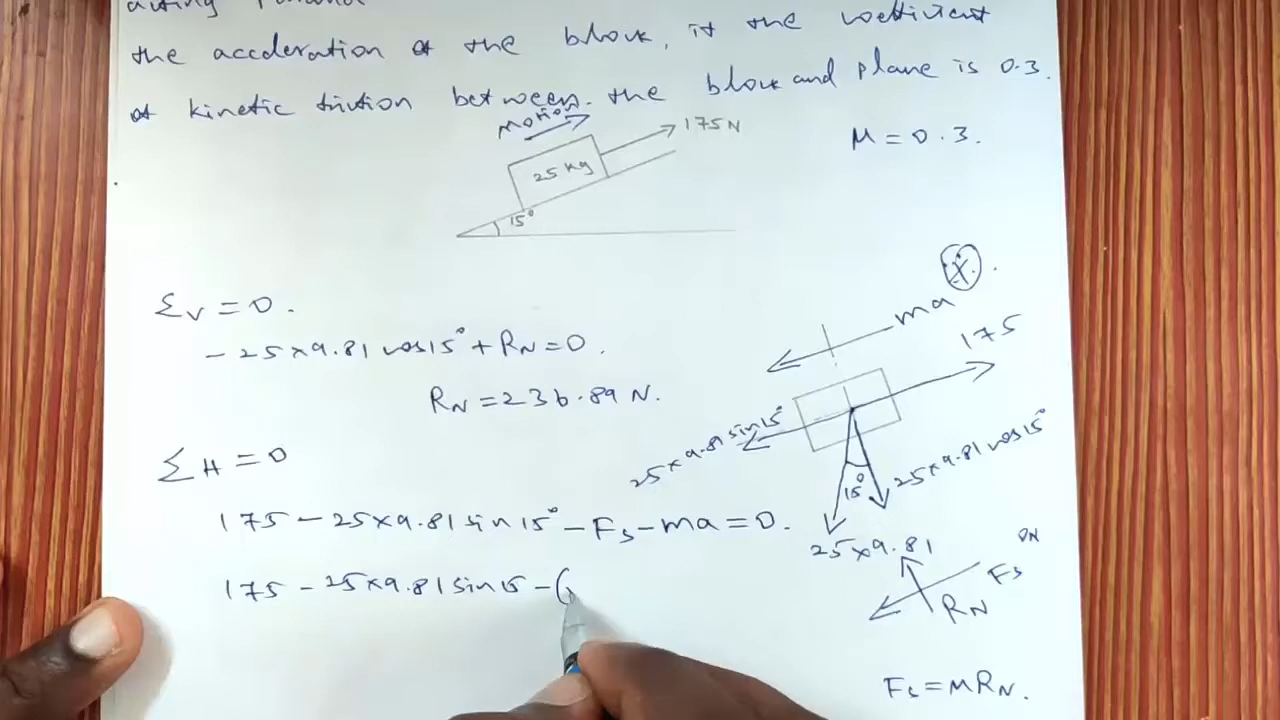 the acceleration of the block, if the coefficient
of kinetic friction between the block and plane is 0.3.
Motion
175N
μ = 0.3.
25 kg
15°
ΣV = 0.
- 25×9.81 cos15° + RN = 0.
RN = 236.89 N.
ma
175
25×9.81 sin15°
25×9.81 cos15°
15°
25×9.81
ΣH = 0
175 - 25×9.81 sin 15° - Fs - ma = 0.
175 - 25×9.81 sin 15 - (
Fs
RN
Fs = μRN.